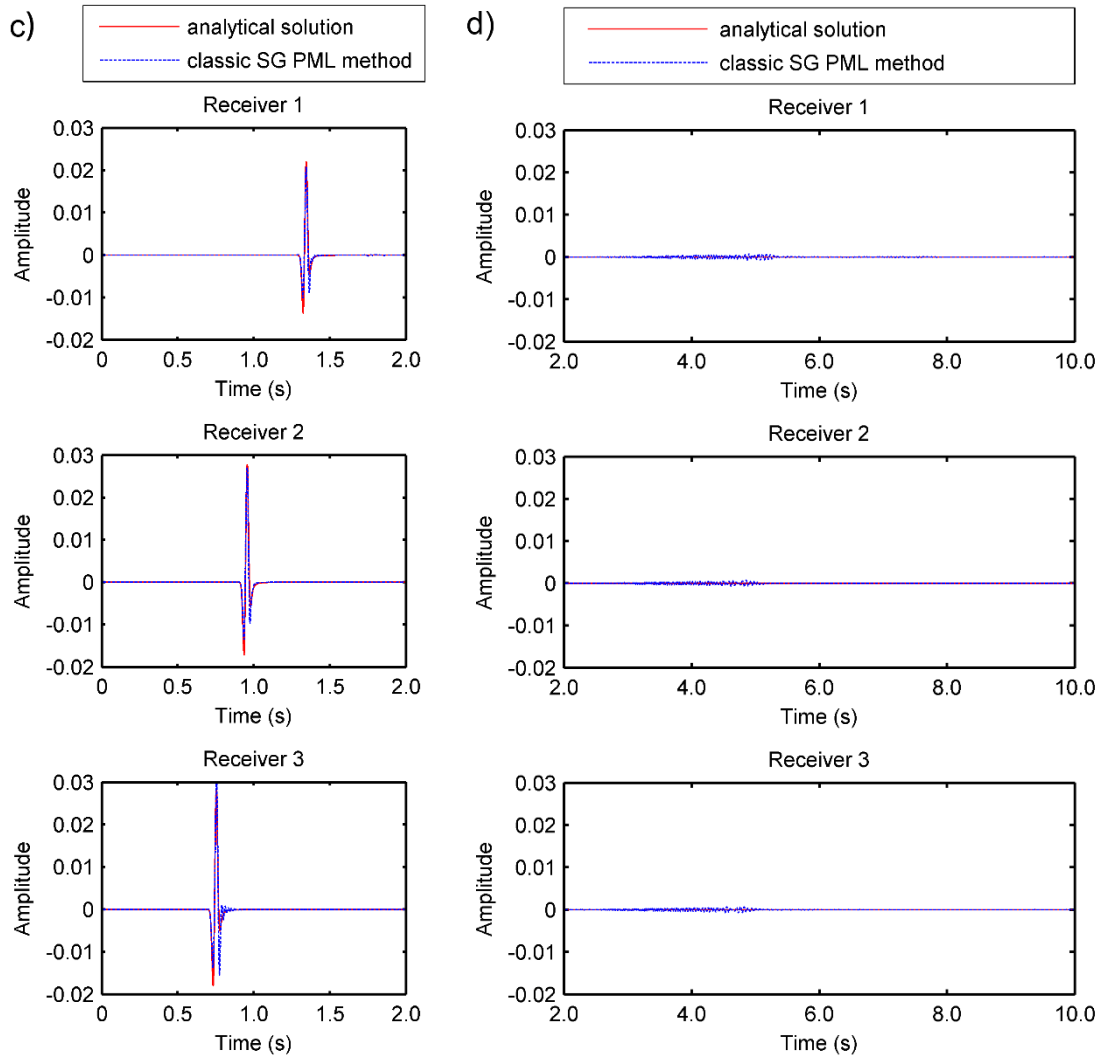 c)
analytical solution
classic SG PML method
Receiver 1
Amplitude
0.03
0.02
0.01
0
-0.01
-0.02
0 0.5 1.0 1.5 2.0
Time (s)
Receiver 2
Amplitude
0.03
0.02
0.01
0
-0.01
-0.02
0 0.5 1.0 1.5 2.0
Time (s)
Receiver 3
Amplitude
0.03
0.02
0.01
0
-0.01
-0.02
0 0.5 1.0 1.5 2.0
Time (s)
d)
analytical solution
classic SG PML method
Receiver 1
Amplitude
0.03
0.02
0.01
0
-0.01
-0.02
2.0 4.0 6.0 8.0 10.0
Time (s)
Receiver 2
Amplitude
0.03
0.02
0.01
0
-0.01
-0.02
2.0 4.0 6.0 8.0 10.0
Time (s)
Receiver 3
Amplitude
0.03
0.02
0.01
0
-0.01
-0.02
2.0 4.0 6.0 8.0 10.0
Time (s)